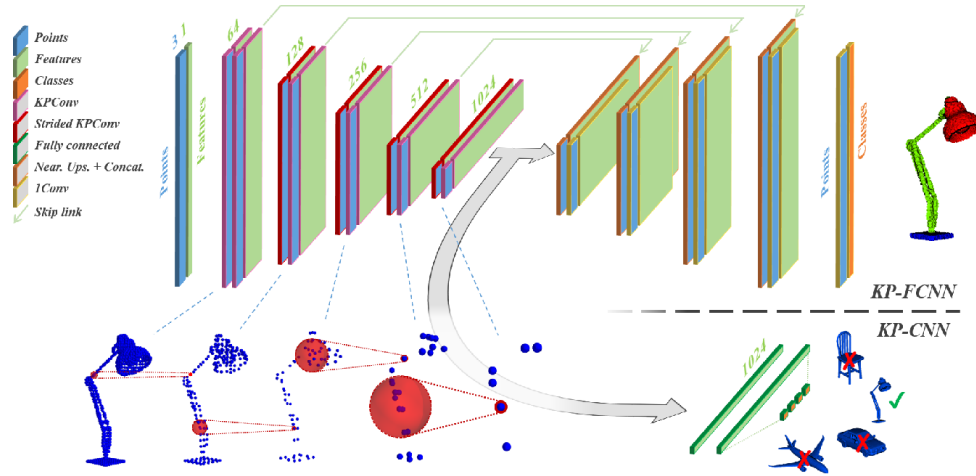 Points
Features
Classes
KPConv
Strided KPConv
Fully connected
Near. Ups. + Concat.
1Conv
Skip link
3 1
Points
Features
64
128
256
512
1024
Points
Classes
KP-FCNN
KP-CNN
1024